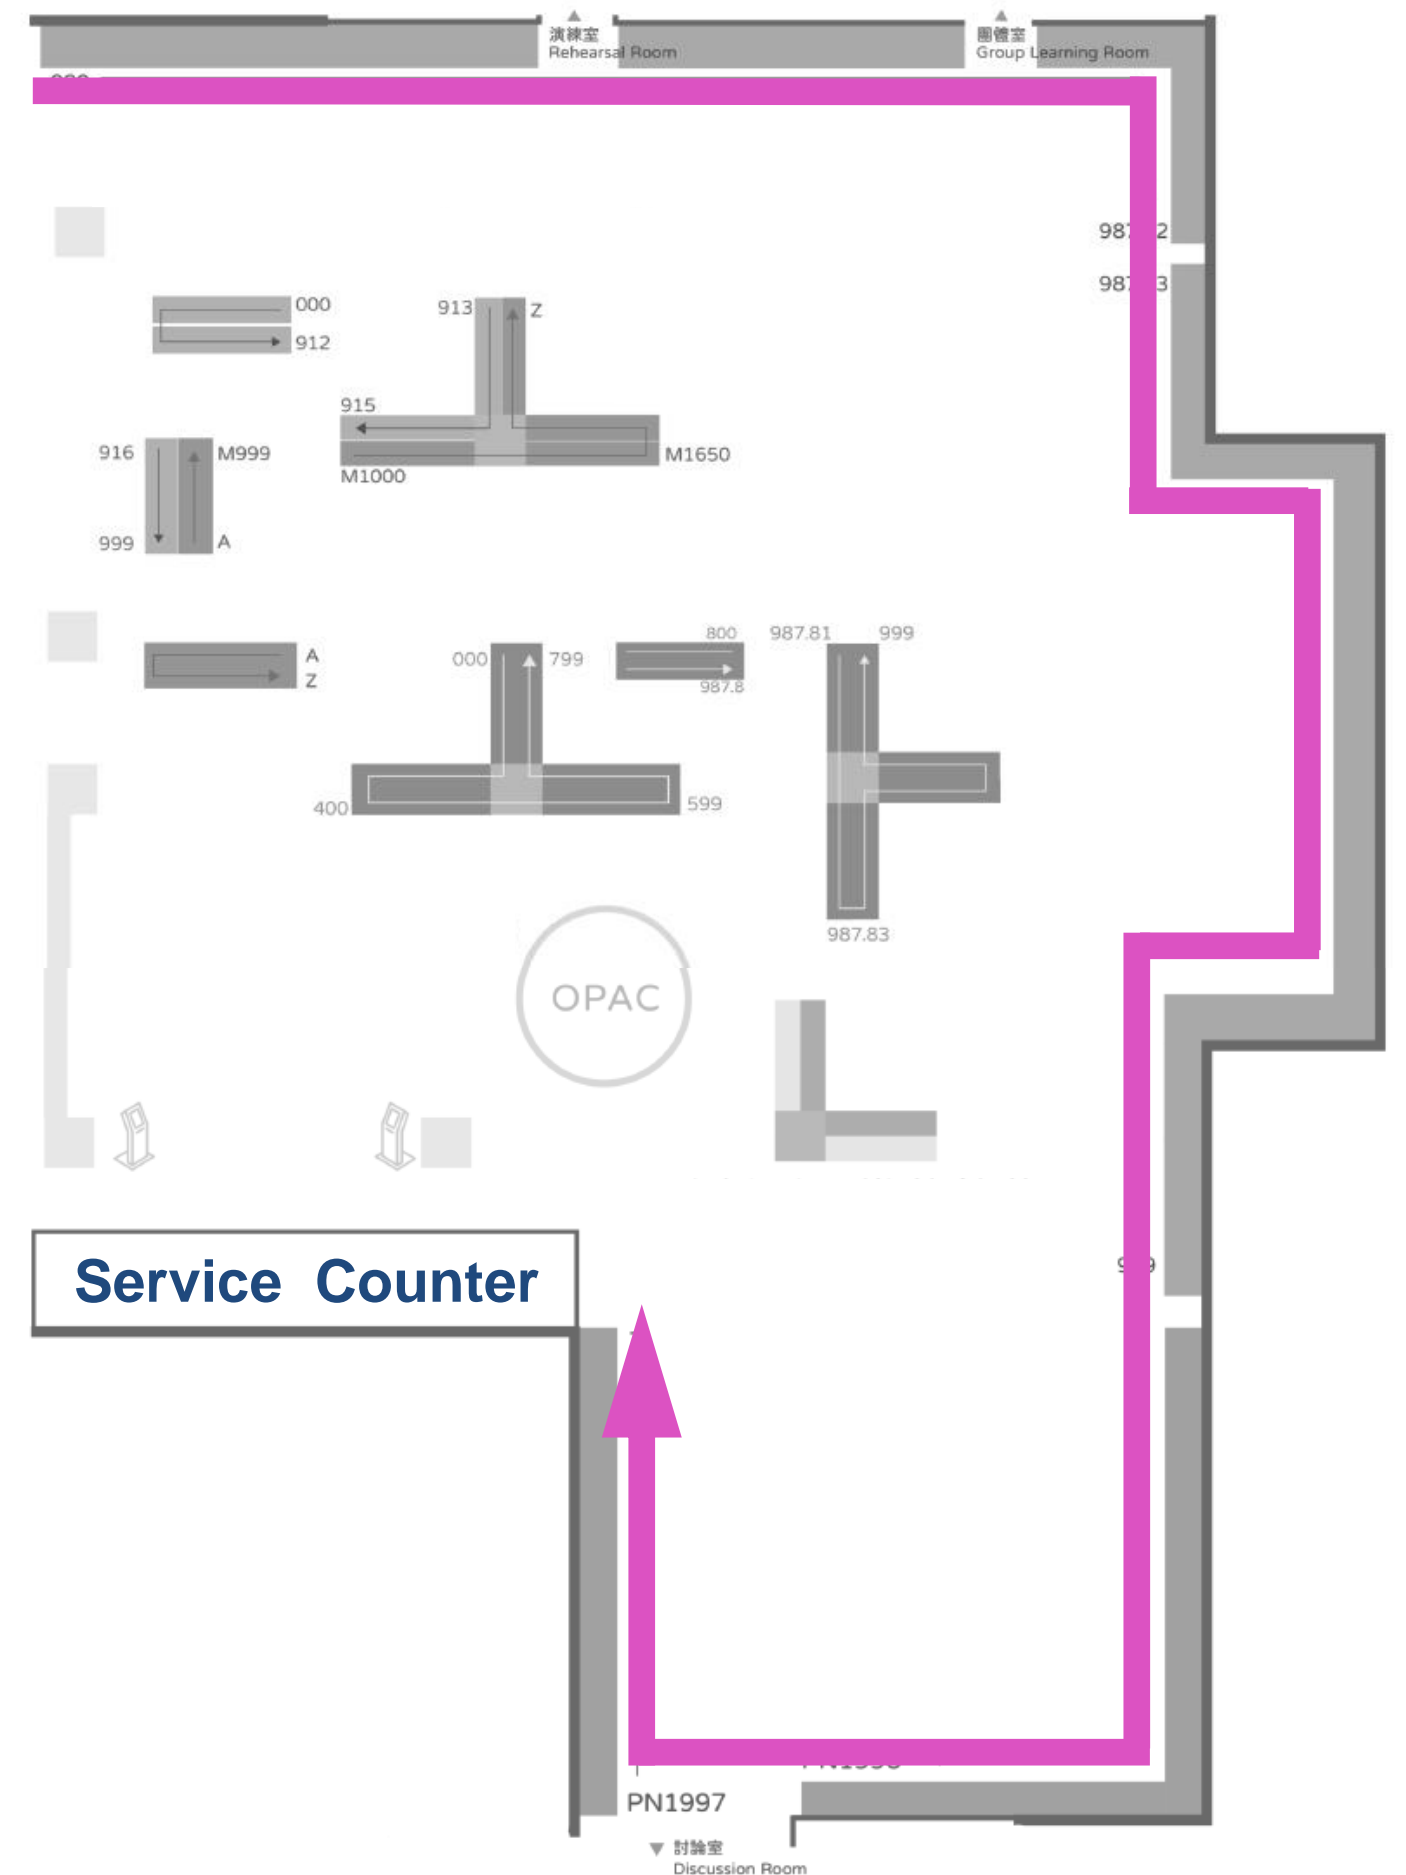 演練室
Rehearsal Room
團體室
Group Learning Room
000
912
913
Z
915
M1000
M1650
916
M999
999
A
A
Z
000
799
400
599
800
987.8
987.81
999
987.83
OPAC
Service Counter
PN1997
討論室
Discussion Room